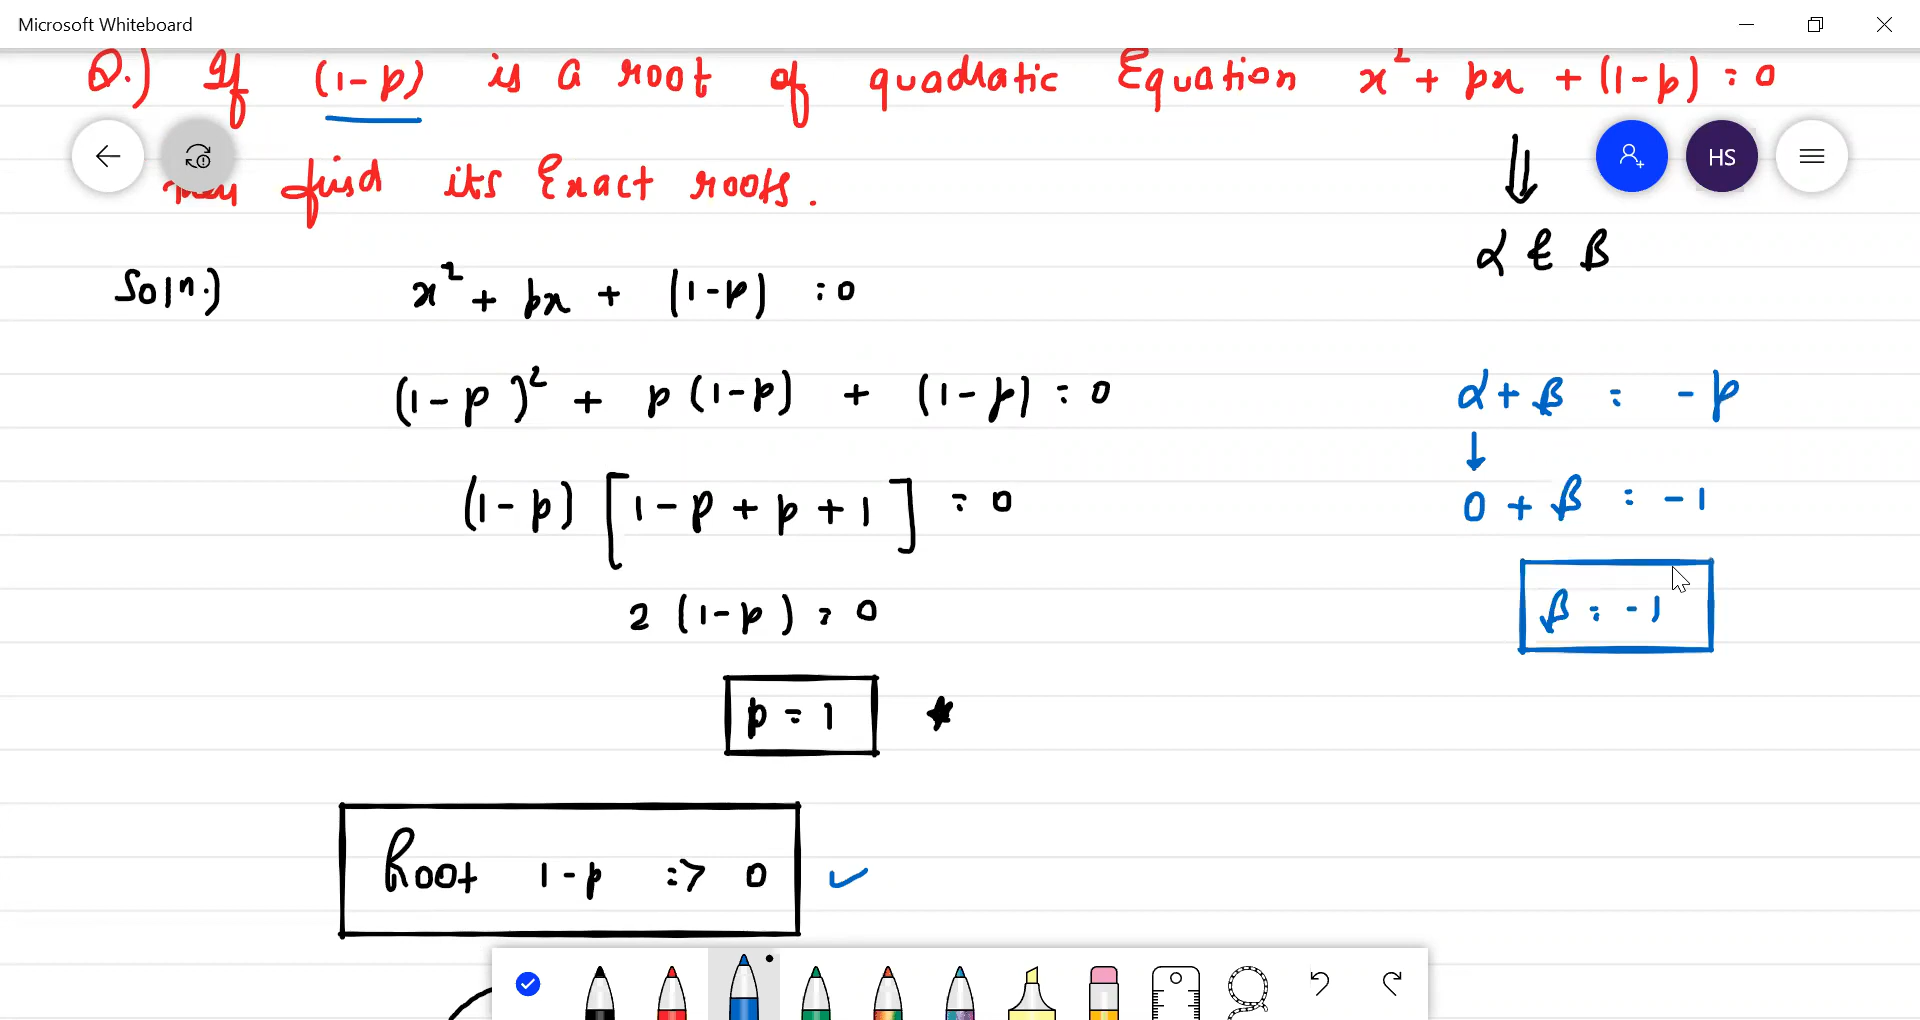 Microsoft Whiteboard
Q.) If (1-p) is a root of quadratic Equation x² + px + (1-p) = 0
then find its Exact roots.
HS
α & β
Soln.) x² + px + (1-p) = 0
(1-p)² + p(1-p) + (1-p) = 0
α + β = -p
(1-p) [1-p + p + 1] = 0
0 + β = -1
2 (1-p) = 0
β = -1
p = 1 ★
Root 1-p => 0 ✓